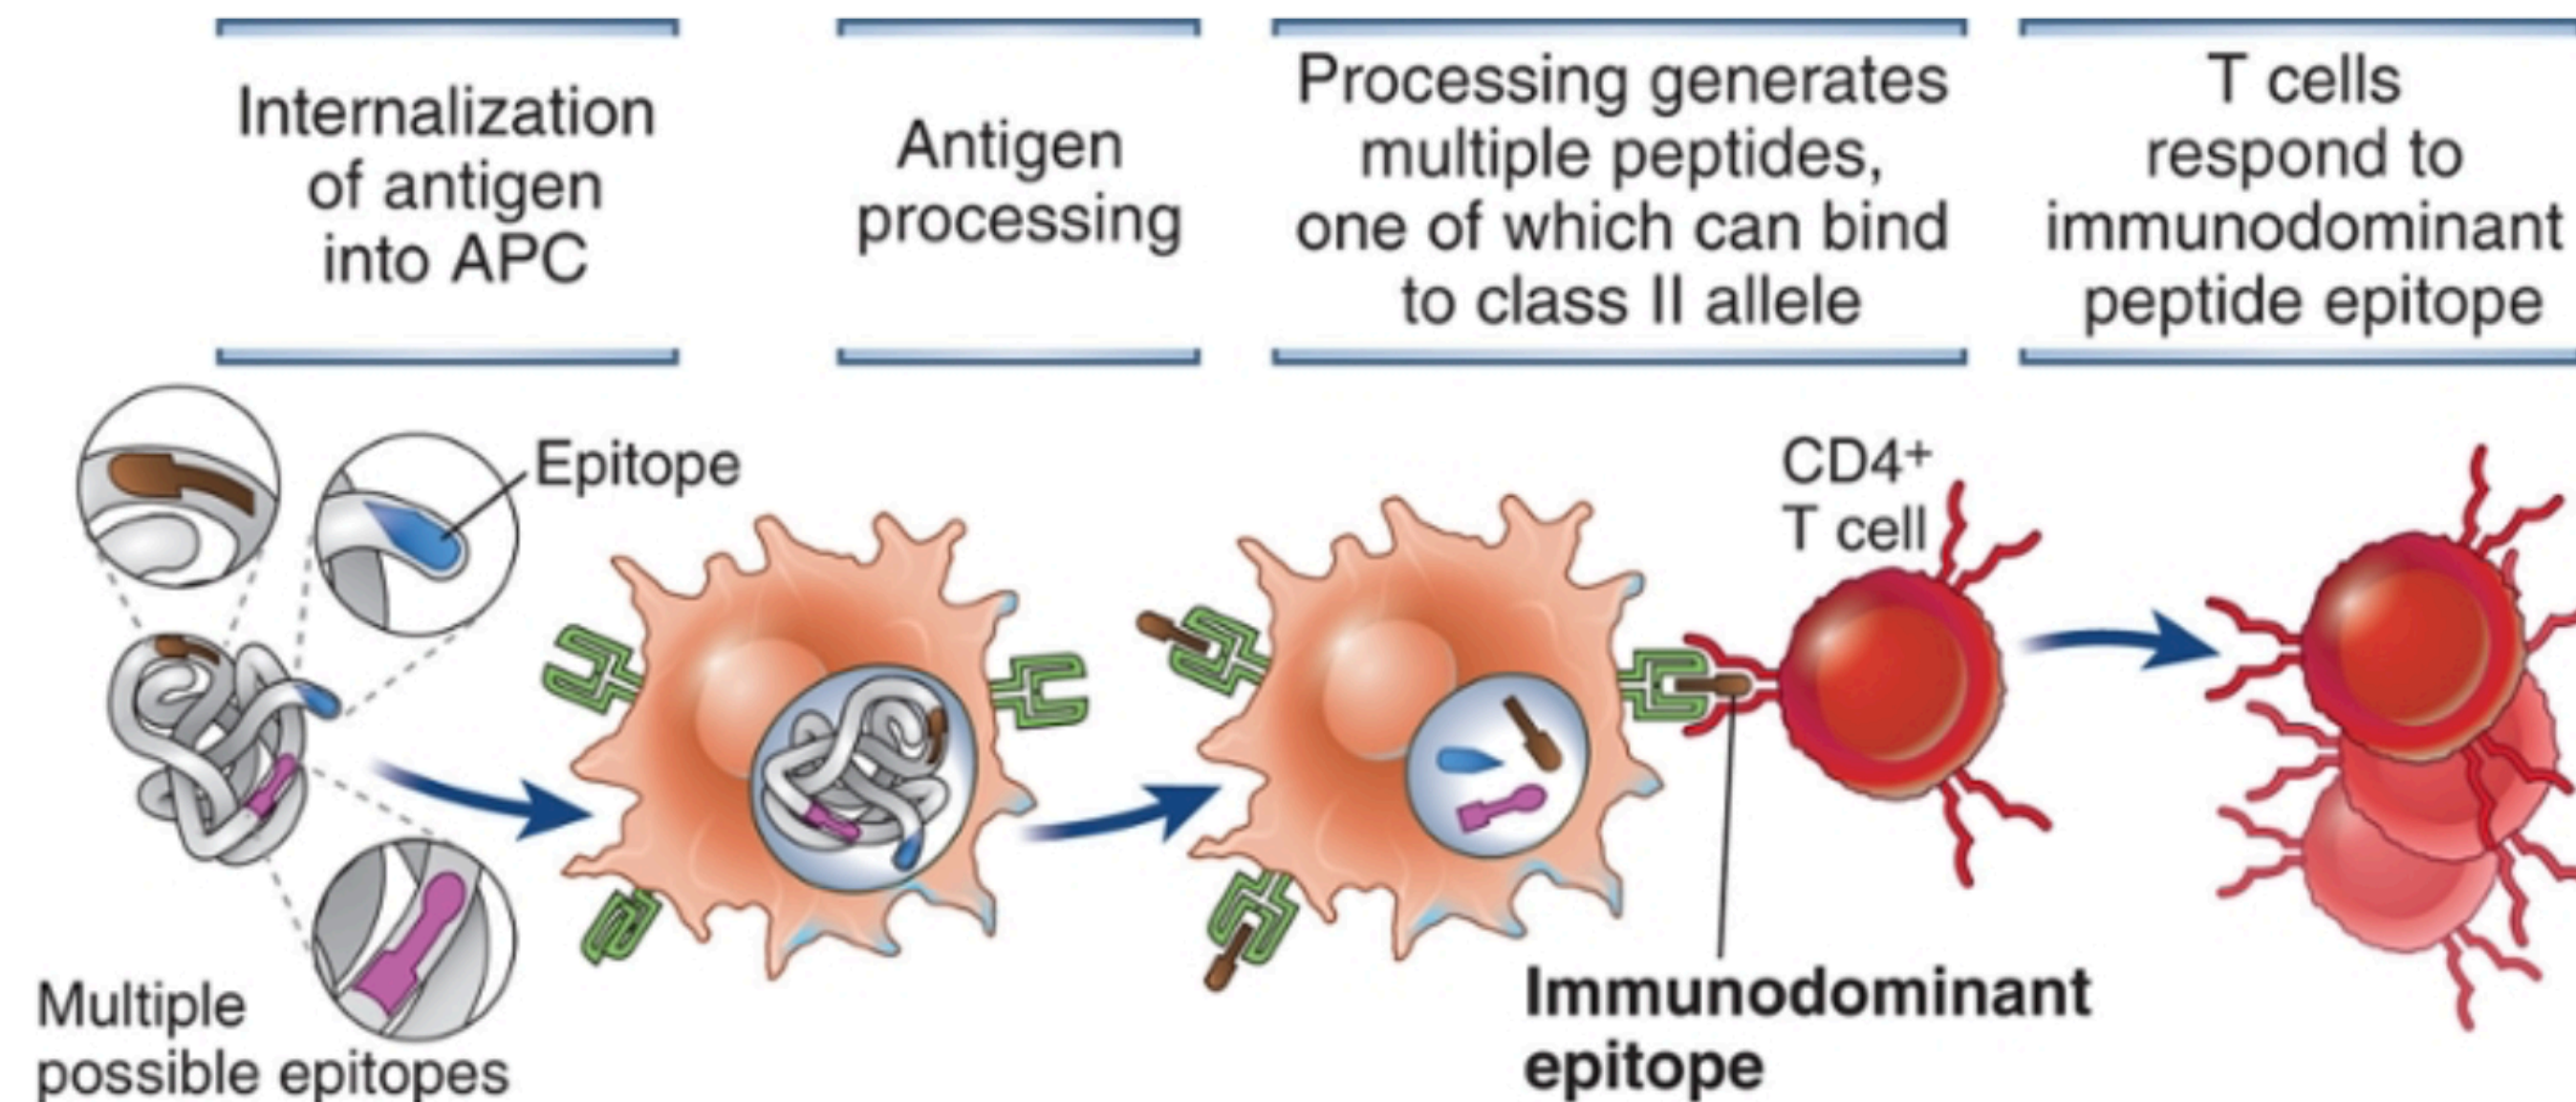 Internalization
of antigen
into APC
Antigen
processing
Processing generates
multiple peptides,
one of which can bind
to class II allele
T cells
respond to
immunodominant
peptide epitope
Epitope
CD4⁺
T cell
Immunodominant
epitope
Multiple
possible epitopes